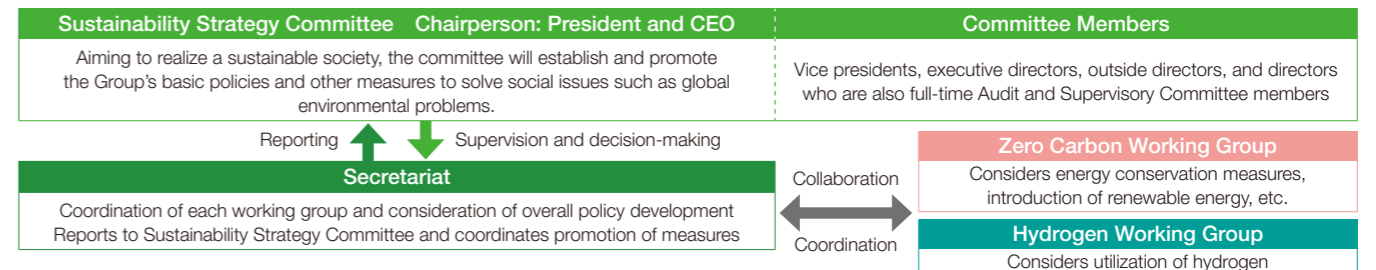 Sustainability Strategy Committee Chairperson: President and CEO
Aiming to realize a sustainable society, the committee will establish and promote
the Group's basic policies and other measures to solve social issues such as global
environmental problems.
Committee Members
Vice presidents, executive directors, outside directors, and directors
who are also full-time Audit and Supervisory Committee members
Reporting
Supervision and decision-making
Secretariat
Coordination of each working group and consideration of overall policy development
Reports to Sustainability Strategy Committee and coordinates promotion of measures
Collaboration
Coordination
Zero Carbon Working Group
Considers energy conservation measures,
introduction of renewable energy, etc.
Hydrogen Working Group
Considers utilization of hydrogen